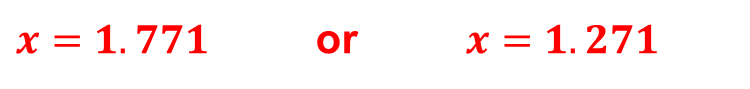 x = 1.771 or x = 1.271